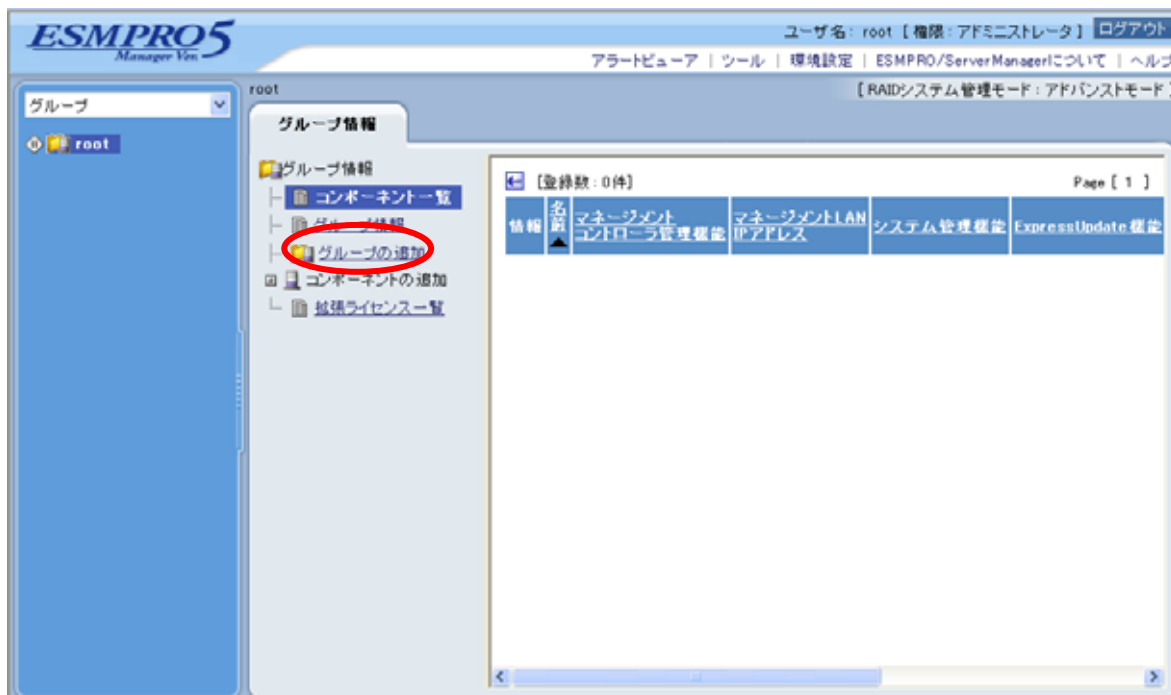 ESMPRO5
Manager Ver.
ユーザ名: root [ 権限:アドミニストレータ ] ログアウト
アラートビューア | ツール | 環境設定 | ESMPRO/ServerManagerについて | ヘルプ
グループ
root
root
[ RAIDシステム管理モード:アドバンストモード ]
グループ情報
グループ情報
コンポーネント一覧
グループ情報
グループの追加
コンポーネントの追加
拡張ライセンス一覧
[登録数:0件]
Page [ 1 ]
情報
名前
マネージメント
コントローラ管理機能
マネージメントLAN
IPアドレス
システム管理機能
ExpressUpdate機能